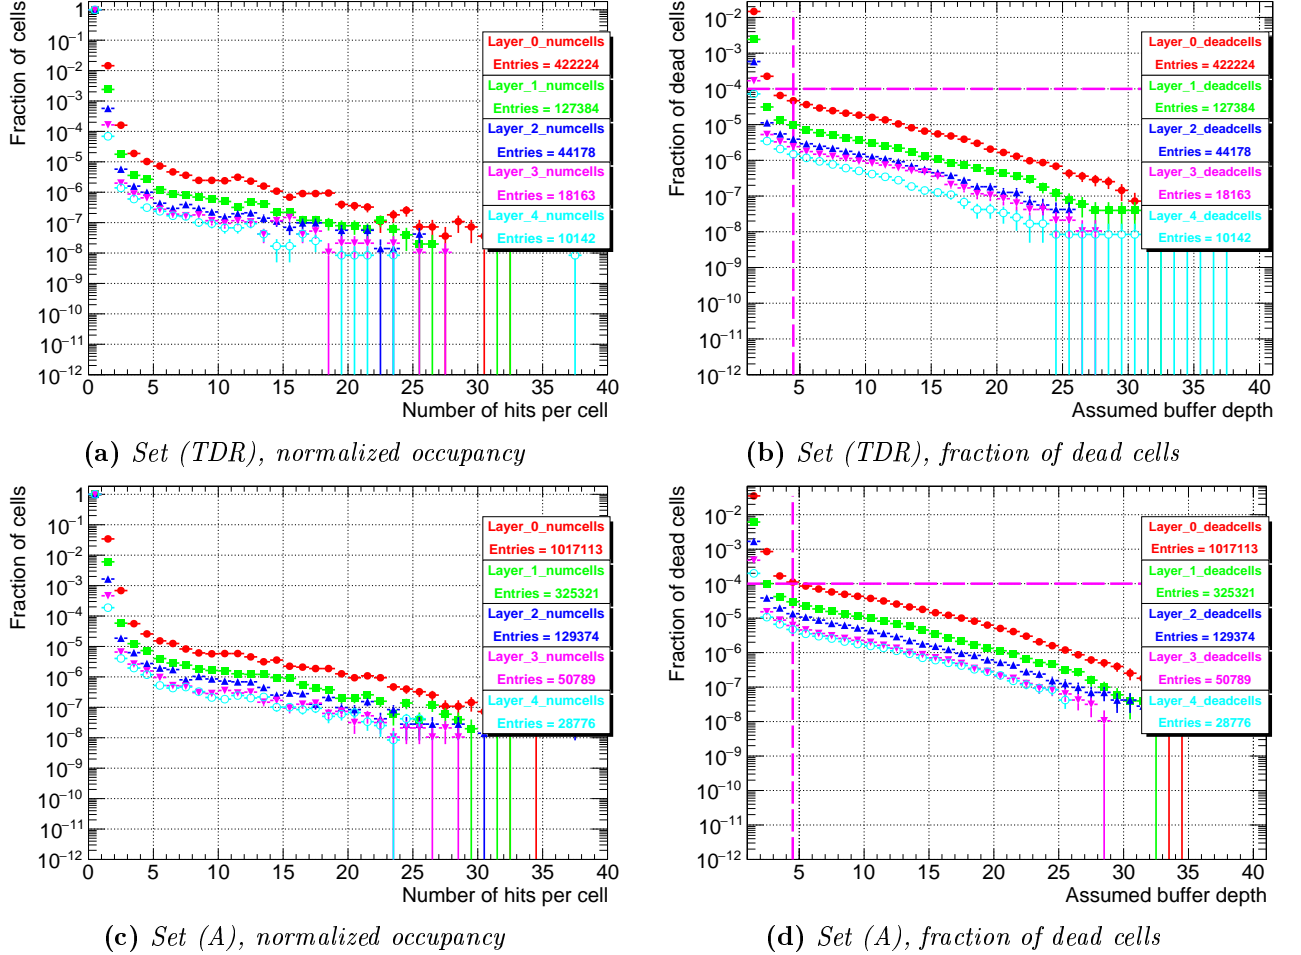 Fraction of cells
1
10⁻¹
10⁻²
10⁻³
10⁻⁴
10⁻⁵
10⁻⁶
10⁻⁷
10⁻⁸
10⁻⁹
10⁻¹⁰
10⁻¹¹
10⁻¹²
0 5 10 15 20 25 30 35 40
Number of hits per cell
Layer_0_numcells
Entries = 422224
Layer_1_numcells
Entries = 127384
Layer_2_numcells
Entries = 44178
Layer_3_numcells
Entries = 18163
Layer_4_numcells
Entries = 10142
(a) Set (TDR), normalized occupancy
Fraction of dead cells
10⁻²
10⁻³
10⁻⁴
10⁻⁵
10⁻⁶
10⁻⁷
10⁻⁸
10⁻⁹
10⁻¹⁰
10⁻¹¹
10⁻¹²
5 10 15 20 25 30 35 40
Assumed buffer depth
Layer_0_deadcells
Entries = 422224
Layer_1_deadcells
Entries = 127384
Layer_2_deadcells
Entries = 44178
Layer_3_deadcells
Entries = 18163
Layer_4_deadcells
Entries = 10142
(b) Set (TDR), fraction of dead cells
Fraction of cells
1
10⁻¹
10⁻²
10⁻³
10⁻⁴
10⁻⁵
10⁻⁶
10⁻⁷
10⁻⁸
10⁻⁹
10⁻¹⁰
10⁻¹¹
10⁻¹²
0 5 10 15 20 25 30 35 40
Number of hits per cell
Layer_0_numcells
Entries = 1017113
Layer_1_numcells
Entries = 325321
Layer_2_numcells
Entries = 129374
Layer_3_numcells
Entries = 50789
Layer_4_numcells
Entries = 28776
(c) Set (A), normalized occupancy
Fraction of dead cells
10⁻²
10⁻³
10⁻⁴
10⁻⁵
10⁻⁶
10⁻⁷
10⁻⁸
10⁻⁹
10⁻¹⁰
10⁻¹¹
10⁻¹²
5 10 15 20 25 30 35 40
Assumed buffer depth
Layer_0_deadcells
Entries = 1017113
Layer_1_deadcells
Entries = 325321
Layer_2_deadcells
Entries = 129374
Layer_3_deadcells
Entries = 50789
Layer_4_deadcells
Entries = 28776
(d) Set (A), fraction of dead cells